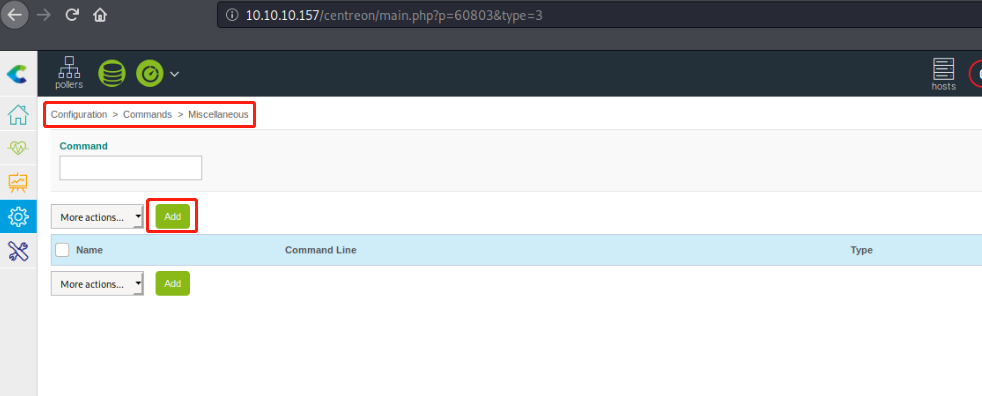 10.10.10.157/centreon/main.php?p=60803&type=3
pollers
hosts
Configuration > Commands > Miscellaneous
Command
More actions... Add
Name Command Line Type
More actions... Add